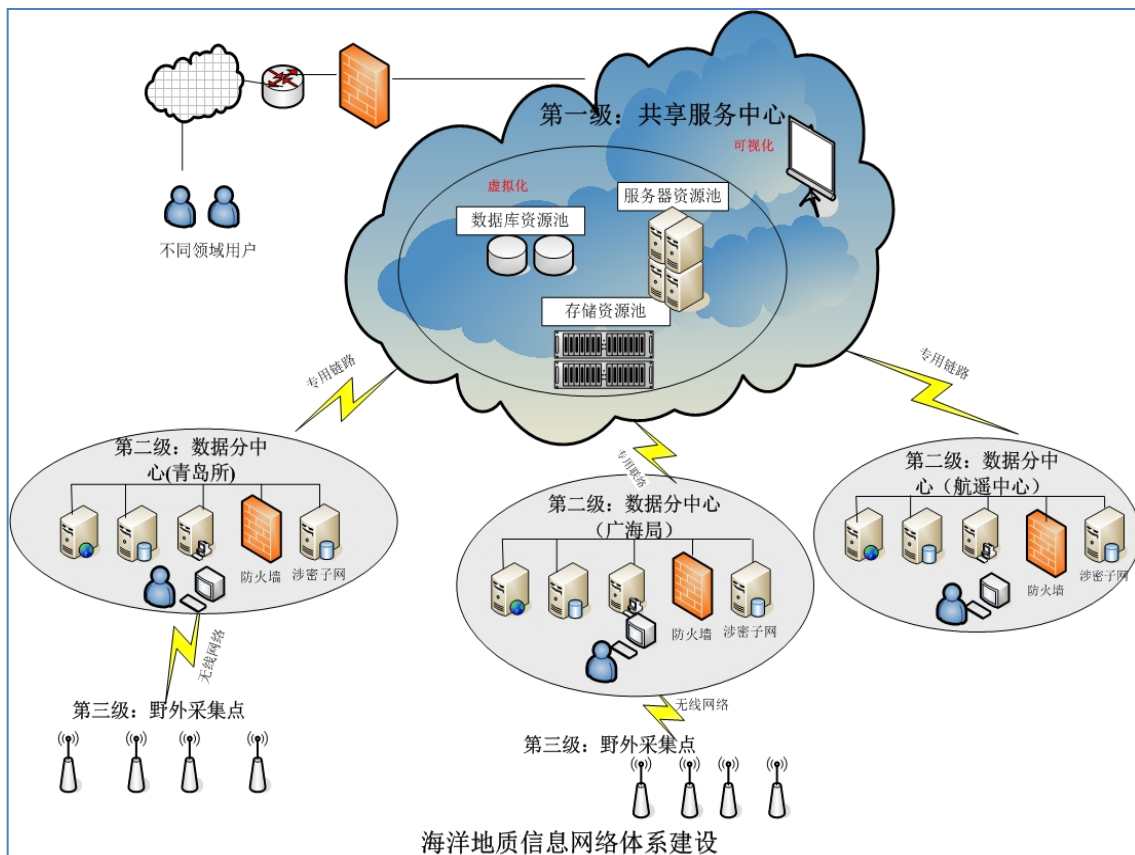 第一级：共享服务中心
可视化
虚拟化
服务器资源池
数据库资源池
存储资源池
不同领域用户
专用链路
专用联络
专用链路
第二级：数据分中
心(青岛所)
防火墙
涉密子网
第二级：数据分中心
（广海局）
防火墙
涉密子网
第二级：数据分中
心（航遥中心）
防火墙
涉密子网
无线网络
第三级：野外采集点
无线网络
第三级：野外采集点
海洋地质信息网络体系建设